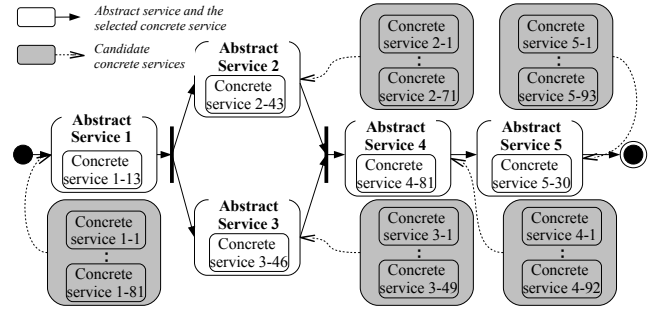 Abstract service and the
selected concrete service
Candidate
concrete services
Abstract
Service 1
Concrete
service 1-13
Concrete
service 1-1
:
Concrete
service 1-81
Abstract
Service 2
Concrete
service 2-43
Abstract
Service 3
Concrete
service 3-46
Concrete
service 2-1
:
Concrete
service 2-71
Abstract
Service 4
Concrete
service 4-81
Concrete
service 3-1
:
Concrete
service 3-49
Concrete
service 5-1
:
Concrete
service 5-93
Abstract
Service 5
Concrete
service 5-30
Concrete
service 4-1
:
Concrete
service 4-92